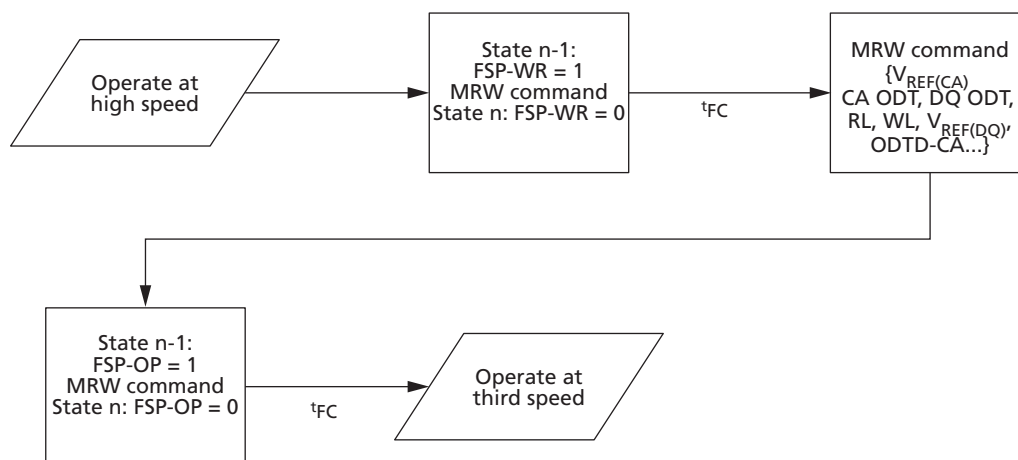 Operate at
high speed
State n-1:
FSP-WR = 1
MRW command
State n: FSP-WR = 0
tFC
MRW command
{VREF(CA)
CA ODT, DQ ODT,
RL, WL, VREF(DQ),
ODTD-CA...}
State n-1:
FSP-OP = 1
MRW command
State n: FSP-OP = 0
tFC
Operate at
third speed